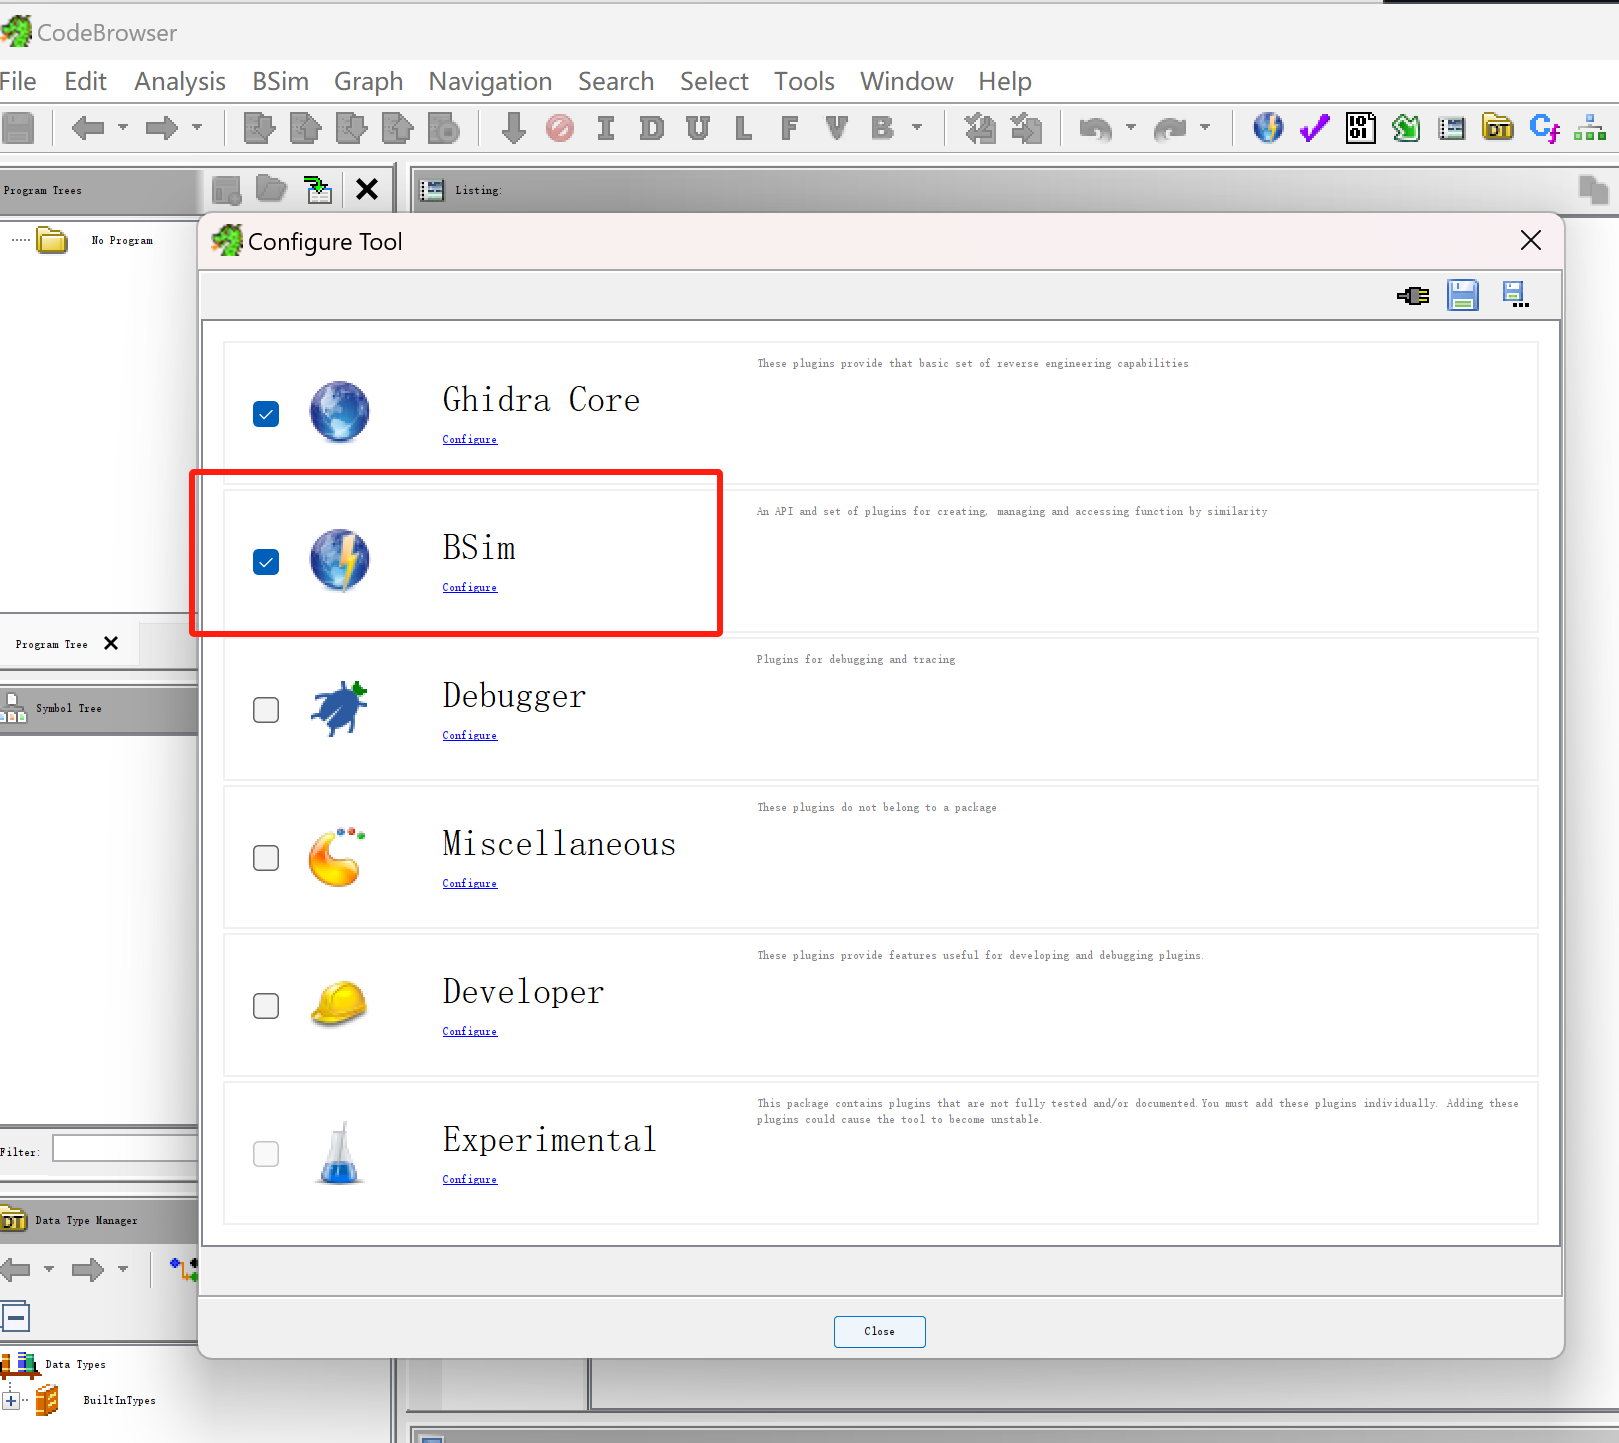 CodeBrowser
File Edit Analysis BSim Graph Navigation Search Select Tools Window Help
I D U L F V B
Program Trees
Listing:
No Program
Configure Tool
These plugins provide that basic set of reverse engineering capabilities
Ghidra Core
Configure
An API and set of plugins for creating, managing and accessing function by similarity
BSim
Configure
Program Tree
Plugins for debugging and tracing
Debugger
Configure
Symbol Tree
These plugins do not belong to a package
Miscellaneous
Configure
These plugins provide features useful for developing and debugging plugins.
Developer
Configure
This package contains plugins that are not fully tested and/or documented. You must add these plugins individually. Adding these
plugins could cause the tool to become unstable.
Experimental
Configure
Filter:
DT Data Type Manager
Close
Data Types
BuiltInTypes